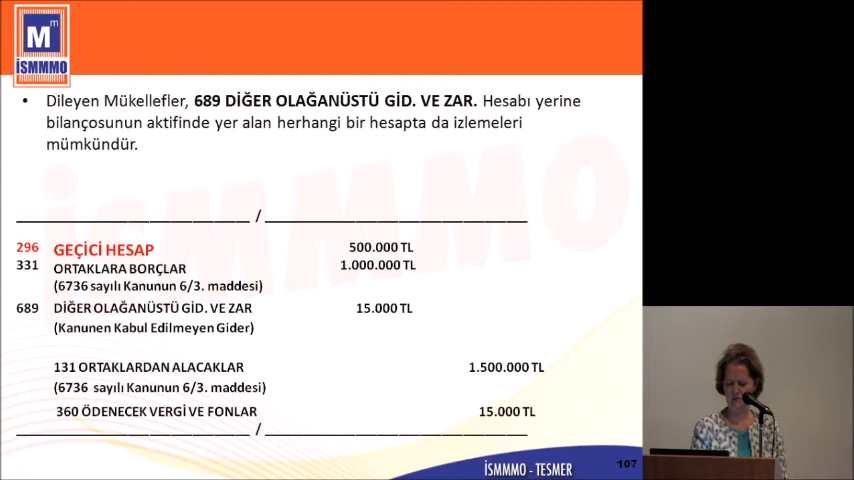 Mm
İSMMMO
• Dileyen Mükellefler, 689 DİĞER OLAĞANÜSTÜ GİD. VE ZAR. Hesabı yerine
bilançosunun aktifinde yer alan herhangi bir hesapta da izlemeleri
mümkündür.
/
296 GEÇİCİ HESAP 500.000 TL
331 ORTAKLARA BORÇLAR 1.000.000 TL
(6736 sayılı Kanunun 6/3. maddesi)
689 DİĞER OLAĞANÜSTÜ GİD. VE ZAR 15.000 TL
(Kanunen Kabul Edilmeyen Gider)
131 ORTAKLARDAN ALACAKLAR 1.500.000 TL
(6736 sayılı Kanunun 6/3. maddesi)
360 ÖDENECEK VERGİ VE FONLAR 15.000 TL
/
İSMMMO - TESMER 107